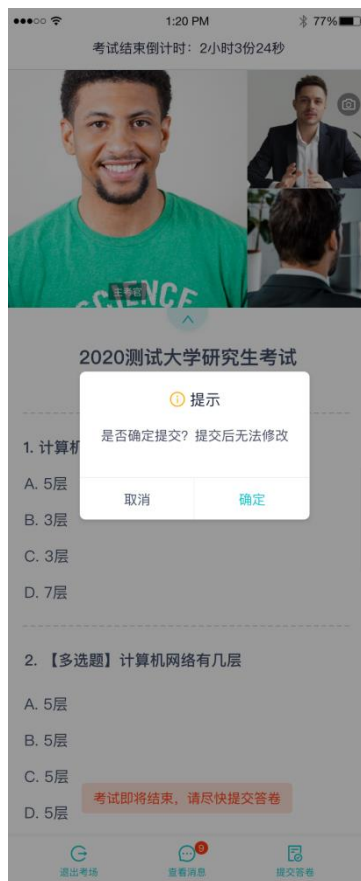 1:20 PM
77%
考试结束倒计时：2小时3份24秒
SCIENCE
主考官
2020测试大学研究生考试
提示
是否确定提交？提交后无法修改
取消
确定
1. 计算机
A. 5层
B. 3层
C. 3层
D. 7层
2. 【多选题】计算机网络有几层
A. 5层
B. 5层
C. 5层
考试即将结束，请尽快提交答卷
D. 5层
9
退出考场
查看消息
提交答卷